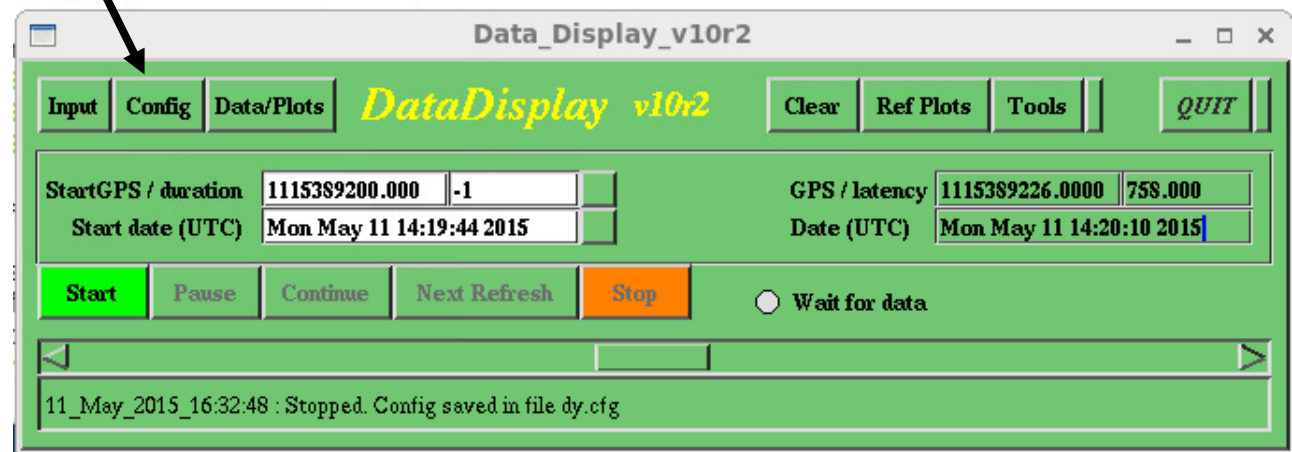 Data_Display_v10r2
Input Config Data/Plots DataDisplay v10r2 Clear Ref Plots Tools QUIT
StartGPS / duration 1115389200.000 -1 GPS / latency 1115389226.0000 758.000
Start date (UTC) Mon May 11 14:19:44 2015 Date (UTC) Mon May 11 14:20:10 2015
Start Pause Continue Next Refresh Stop Wait for data
11_May_2015_16:32:48 : Stopped. Config saved in file dy.cfg